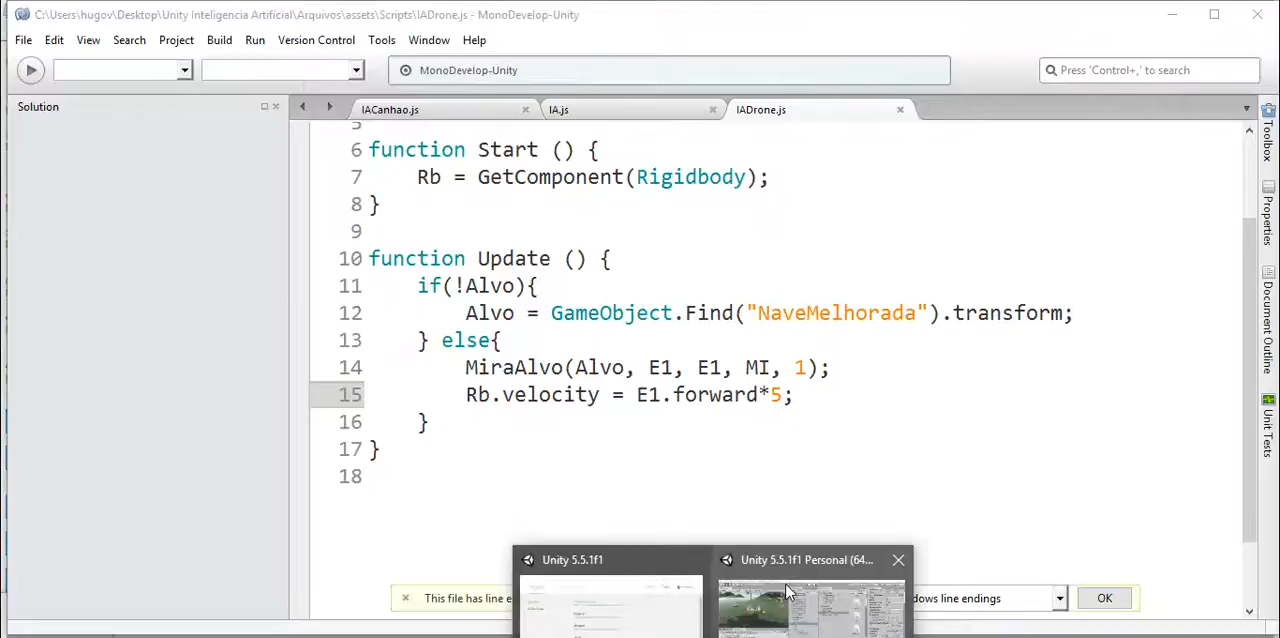 C:\Users\hugov\Desktop\Unity Inteligencia Artificial\Arquivos\assets\Scripts\IADrone.js - MonoDevelop-Unity
File Edit View Search Project Build Run Version Control Tools Window Help
MonoDevelop-Unity
Press 'Control+,' to search
Solution
IACanhao.js
IA.js
IADrone.js
5
6 function Start () {
7 Rb = GetComponent(Rigidbody);
8 }
9
10 function Update () {
11 if(!Alvo){
12 Alvo = GameObject.Find("NaveMelhorada").transform;
13 } else{
14 MiraAlvo(Alvo, E1, E1, MI, 1);
15 Rb.velocity = E1.forward*5;
16 }
17 }
18
Toolbox
Properties
Document Outline
Unit Tests
Unity 5.5.1f1
Unity 5.5.1f1 Personal (64...
This file has line e
dows line endings
OK